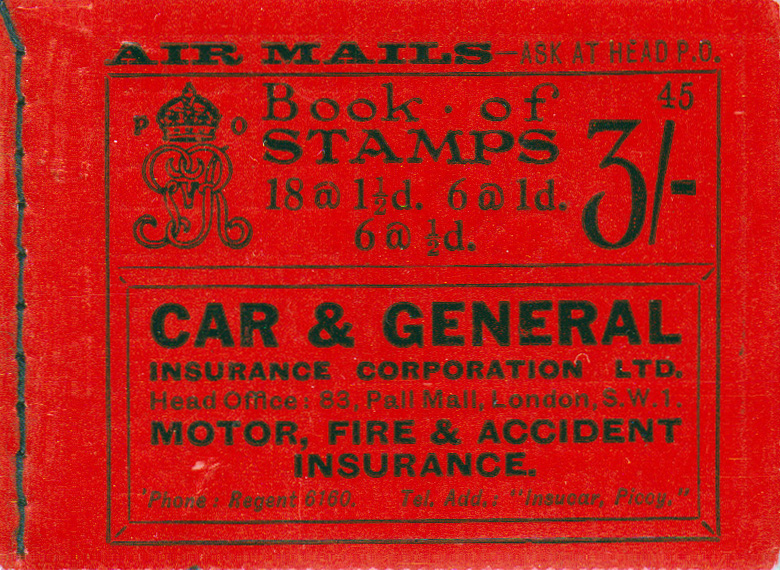 AIR MAILS—ASK AT HEAD P.O.
45
P GVR O
Book · of
STAMPS
3/-
18 @ 1½d. 6 @ 1d.
6 @ ½d.
CAR & GENERAL
INSURANCE CORPORATION LTD.
Head Office: 83, Pall Mall, London, S.W.1.
MOTOR, FIRE & ACCIDENT
INSURANCE.
'Phone: Regent 6160. Tel. Add.: "Insucar, Piccy."